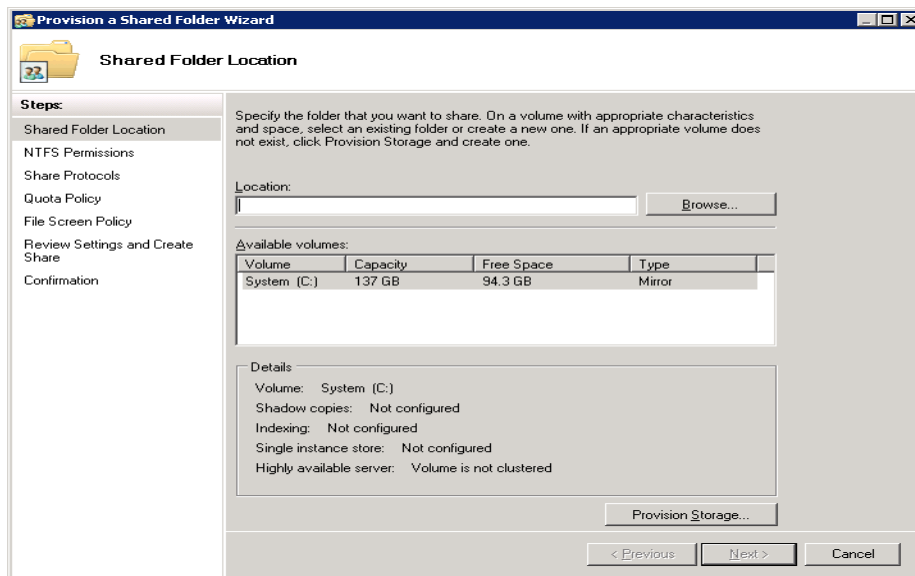 Provision a Shared Folder Wizard
Shared Folder Location
Steps:
Shared Folder Location
NTFS Permissions
Share Protocols
Quota Policy
File Screen Policy
Review Settings and Create
Share
Confirmation
Specify the folder that you want to share. On a volume with appropriate characteristics
and space, select an existing folder or create a new one. If an appropriate volume does
not exist, click Provision Storage and create one.
Location:
Browse...
Available volumes:
Volume Capacity Free Space Type
System (C:) 137 GB 94.3 GB Mirror
Details
Volume: System (C:)
Shadow copies: Not configured
Indexing: Not configured
Single instance store: Not configured
Highly available server: Volume is not clustered
Provision Storage...
< Previous Next > Cancel